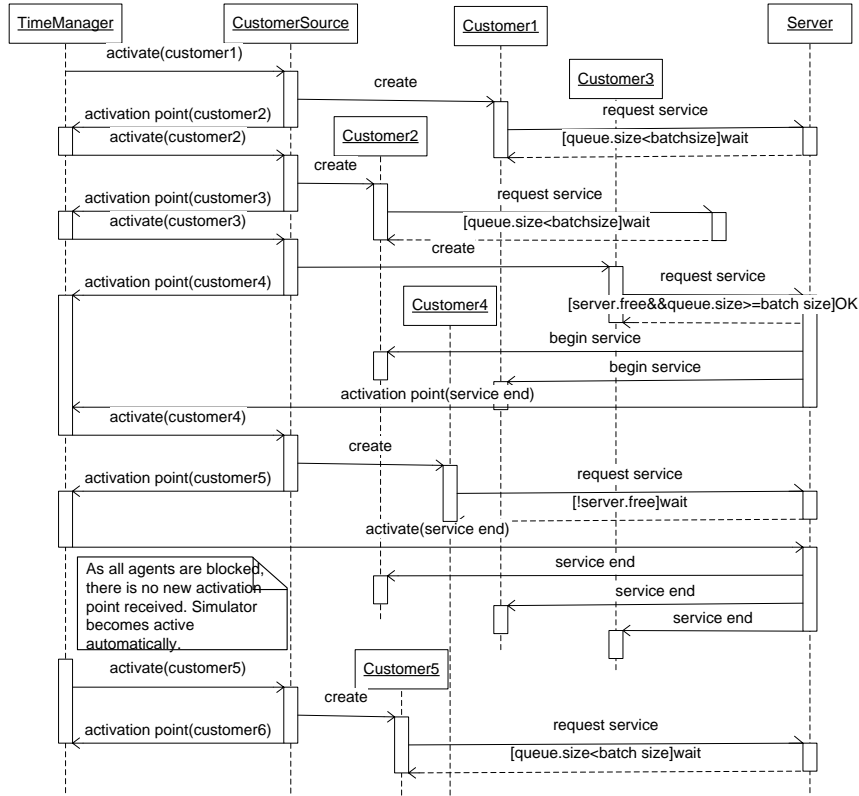 TimeManager
CustomerSource
Customer1
Server
activate(customer1)
create
Customer3
activation point(customer2)
request service
activate(customer2)
Customer2
[queue.size<batchsize]wait
create
activation point(customer3)
request service
activate(customer3)
[queue.size<batchsize]wait
create
activation point(customer4)
request service
Customer4
[server.free&&queue.size>=batch size]OK
begin service
begin service
activation point(service end)
activate(customer4)
create
activation point(customer5)
request service
[!server.free]wait
activate(service end)
As all agents are blocked,
there is no new activation
point received. Simulator
becomes active
automatically.
service end
service end
service end
activate(customer5)
Customer5
create
activation point(customer6)
request service
[queue.size<batch size]wait